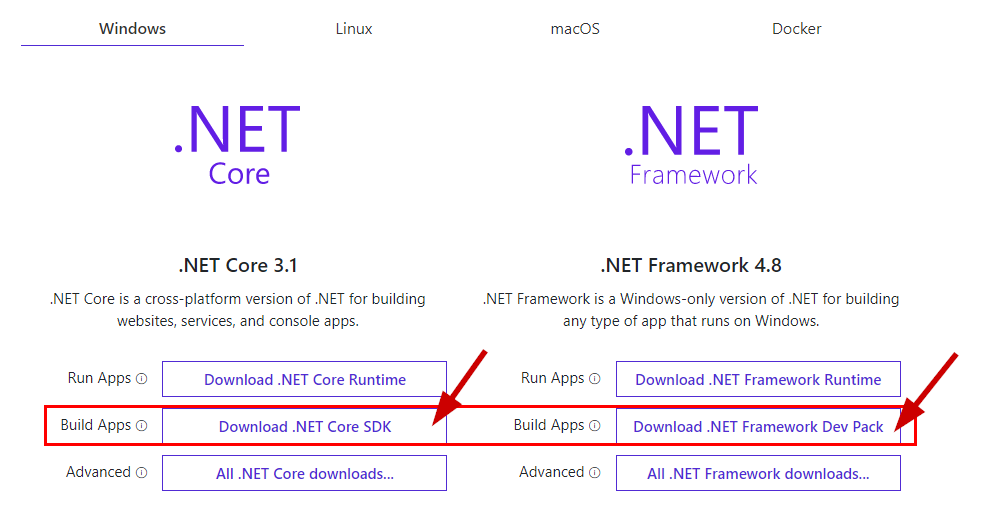 Windows
Linux
macOS
Docker
.NET
Core
.NET
Framework
.NET Core 3.1
.NET Core is a cross-platform version of .NET for building
websites, services, and console apps.
Run Apps
Download .NET Core Runtime
Build Apps
Download .NET Core SDK
Advanced
All .NET Core downloads...
.NET Framework 4.8
.NET Framework is a Windows-only version of .NET for building
any type of app that runs on Windows.
Run Apps
Download .NET Framework Runtime
Build Apps
Download .NET Framework Dev Pack
Advanced
All .NET Framework downloads...